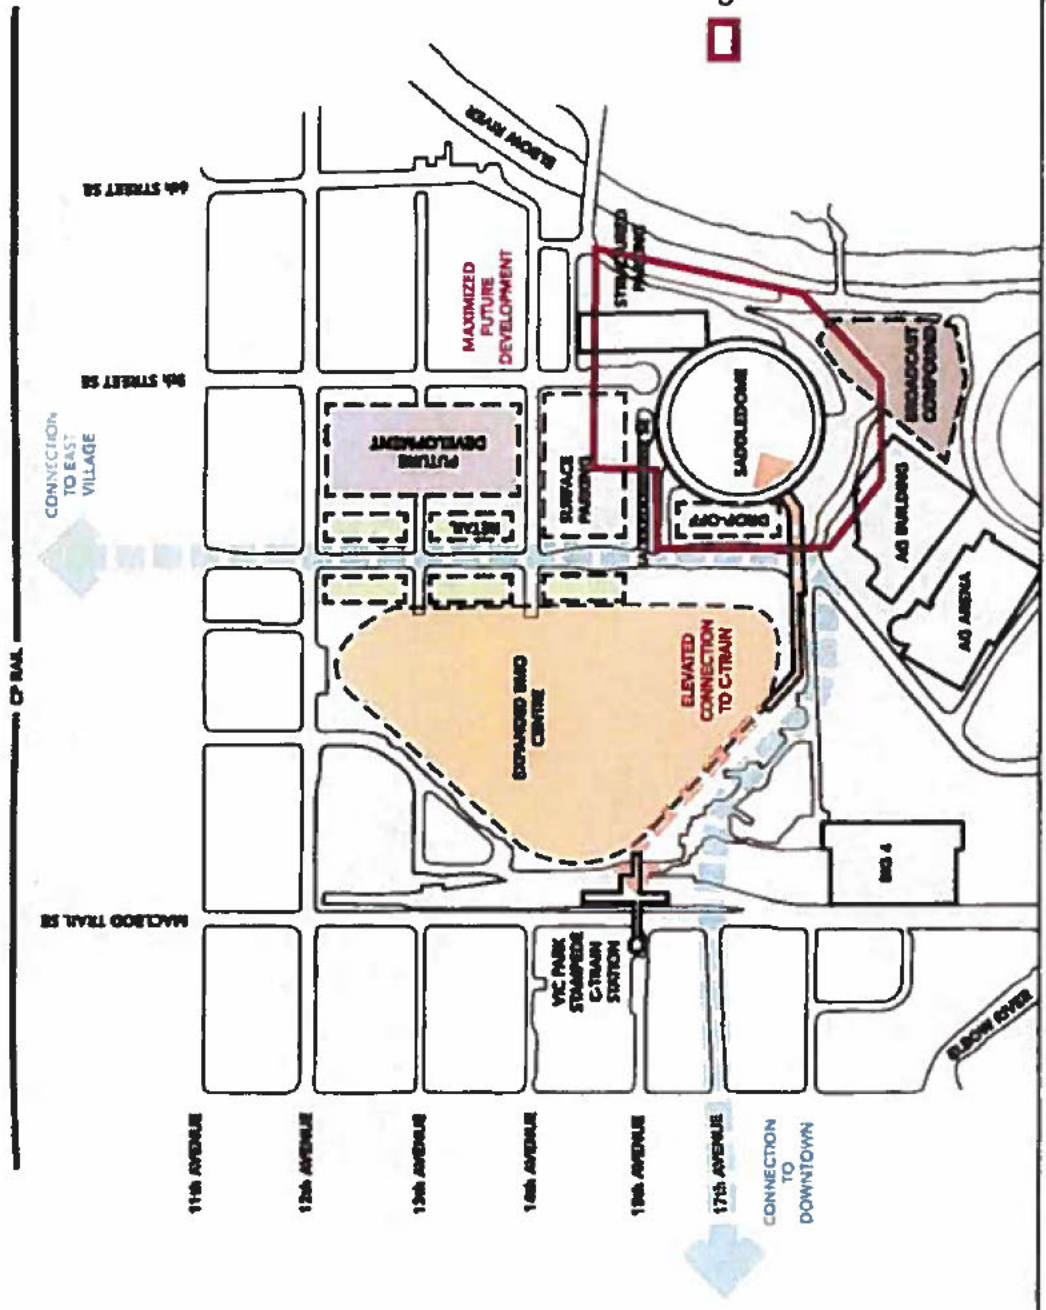 CP RAIL
CONNECTION
TO EAST
VILLAGE
MACLEOD TRAIL SE
5th STREET SE
6th STREET SE
11th AVENUE
12th AVENUE
13th AVENUE
14th AVENUE
15th AVENUE
17th AVENUE
CONNECTION
TO
DOWNTOWN
ELBOW RIVER
MAXIMIZED
FUTURE
DEVELOPMENT
FUTURE
DEVELOPMENT
RETAIL
SURFACE
PARKING
STRUCTURED
PARKING
EXPANDED BMO
CENTRE
ELEVATED
CONNECTION
TO C-TRAIN
VIC PARK
STAMPEDE
C-TRAIN
STATION
DROP-OFF
SADDLEDOME
BROADCAST
COMPOUND
AG BUILDING
AG ARENA
BIG 4
ELBOW RIVER